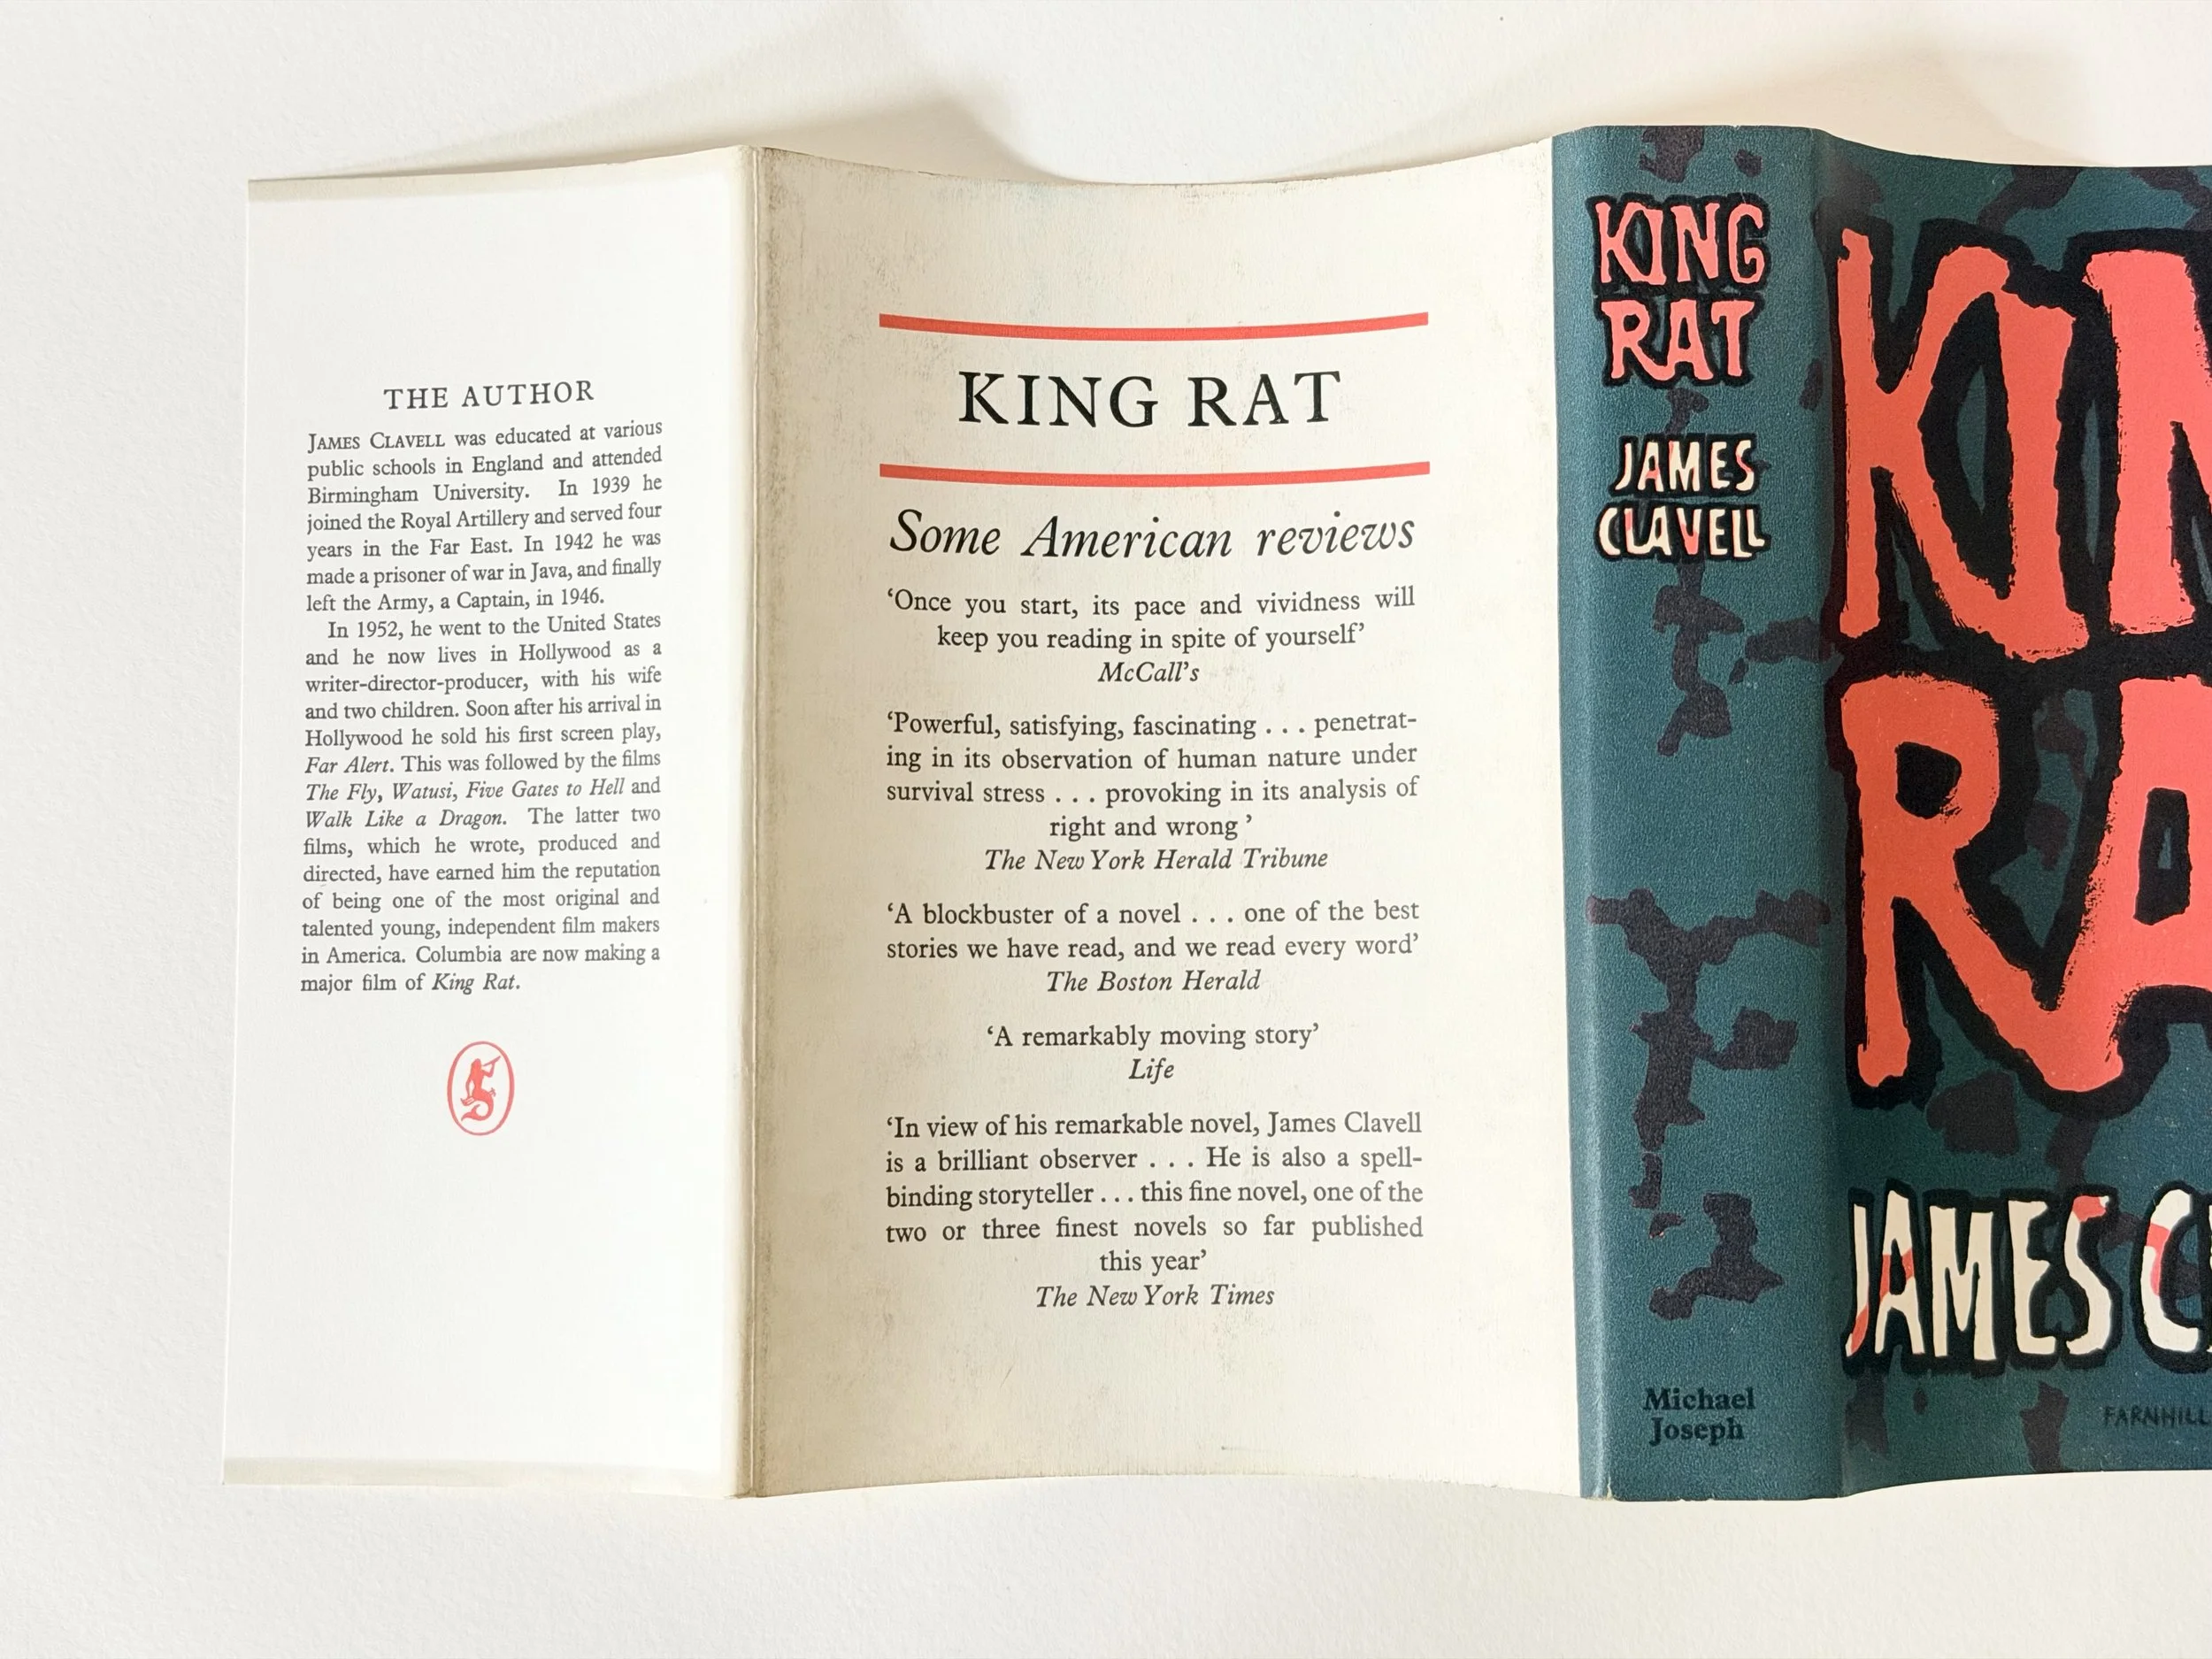 THE AUTHOR
JAMES CLAVELL was educated at various
public schools in England and attended
Birmingham University. In 1939 he
joined the Royal Artillery and served four
years in the Far East. In 1942 he was
made a prisoner of war in Java, and finally
left the Army, a Captain, in 1946.
In 1952, he went to the United States
and he now lives in Hollywood as a
writer-director-producer, with his wife
and two children. Soon after his arrival in
Hollywood he sold his first screen play,
Far Alert. This was followed by the films
The Fly, Watusi, Five Gates to Hell and
Walk Like a Dragon. The latter two
films, which he wrote, produced and
directed, have earned him the reputation
of being one of the most original and
talented young, independent film makers
in America. Columbia are now making a
major film of King Rat.
KING RAT
Some American reviews
‘Once you start, its pace and vividness will
keep you reading in spite of yourself’
McCall’s
‘Powerful, satisfying, fascinating . . . penetrat-
ing in its observation of human nature under
survival stress . . . provoking in its analysis of
right and wrong ’
The New York Herald Tribune
‘A blockbuster of a novel . . . one of the best
stories we have read, and we read every word’
The Boston Herald
‘A remarkably moving story’
Life
‘In view of his remarkable novel, James Clavell
is a brilliant observer . . . He is also a spell-
binding storyteller . . . this fine novel, one of the
two or three finest novels so far published
this year’
The New York Times
KING
RAT
JAMES
CLAVELL
Michael
Joseph
KIN
RA
JAMES C
FARNHILL